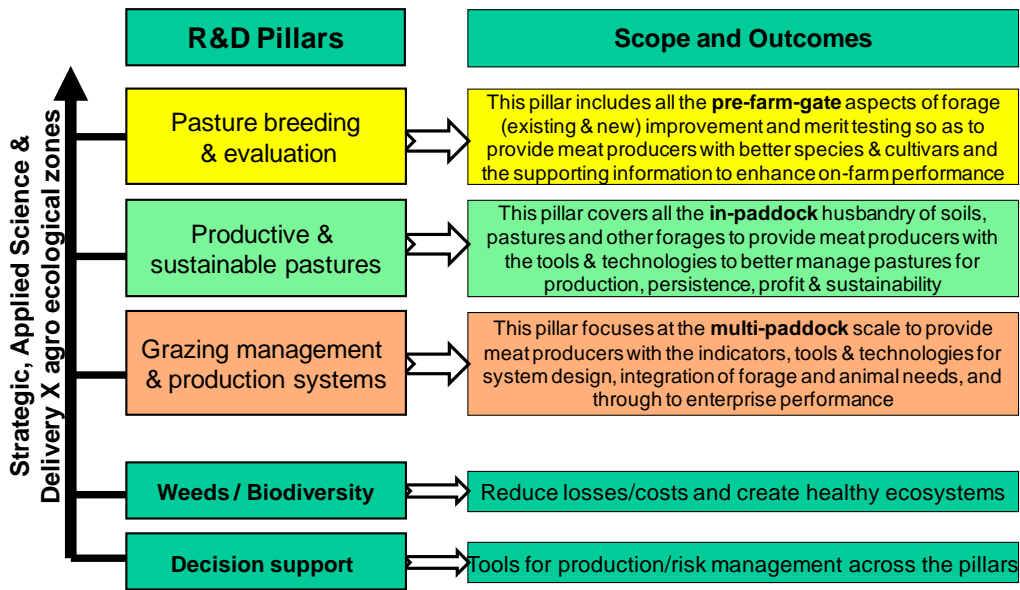 R&D Pillars
Scope and Outcomes
Strategic, Applied Science &
Delivery X agro ecological zones
Pasture breeding
& evaluation
This pillar includes all the pre-farm-gate aspects of forage
(existing & new) improvement and merit testing so as to
provide meat producers with better species & cultivars and
the supporting information to enhance on-farm performance
Productive &
sustainable pastures
This pillar covers all the in-paddock husbandry of soils,
pastures and other forages to provide meat producers with
the tools & technologies to better manage pastures for
production, persistence, profit & sustainability
Grazing management
& production systems
This pillar focuses at the multi-paddock scale to provide
meat producers with the indicators, tools & technologies for
system design, integration of forage and animal needs, and
through to enterprise performance
Weeds / Biodiversity
Reduce losses/costs and create healthy ecosystems
Decision support
Tools for production/risk management across the pillars